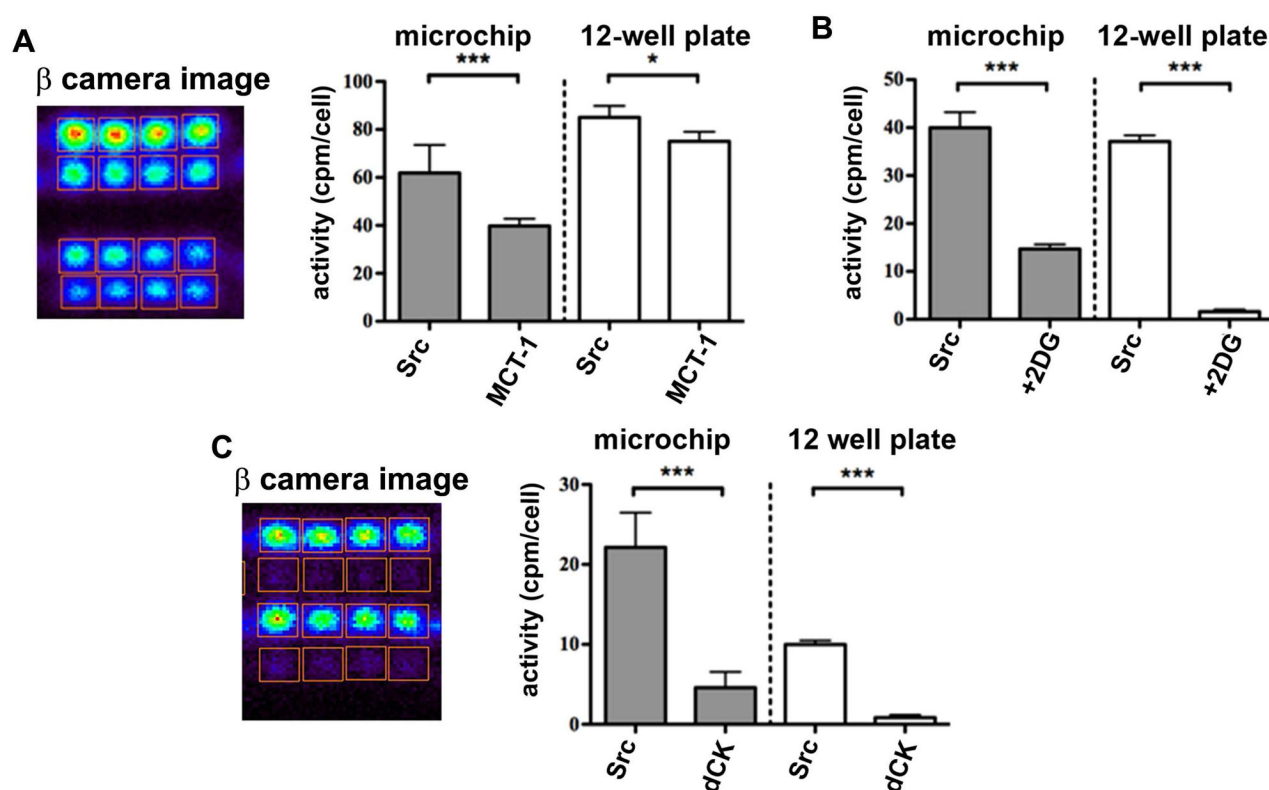 A
β camera image
microchip
12-well plate
***
*
activity (cpm/cell)
100
80
60
40
20
0
Src
MCT-1
Src
MCT-1
B
microchip
12-well plate
***
***
activity (cpm/cell)
50
40
30
20
10
0
Src
+2DG
Src
+2DG
C
β camera image
microchip
12 well plate
***
***
activity (cpm/cell)
30
20
10
0
Src
dCK
Src
dCK